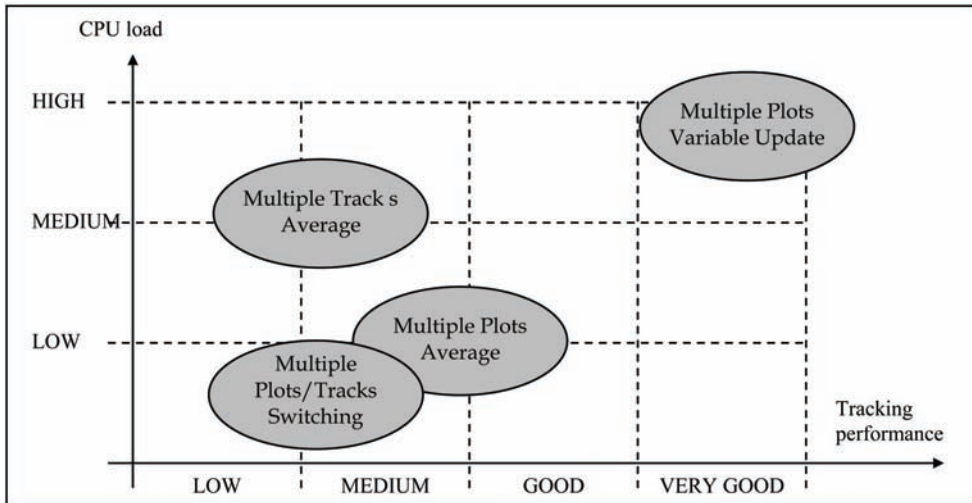 CPU load
HIGH
Multiple Plots
Variable Update
Multiple Track s
Average
MEDIUM
Multiple Plots
Average
LOW
Multiple
Plots/Tracks
Switching
Tracking
performance
LOW
MEDIUM
GOOD
VERY GOOD